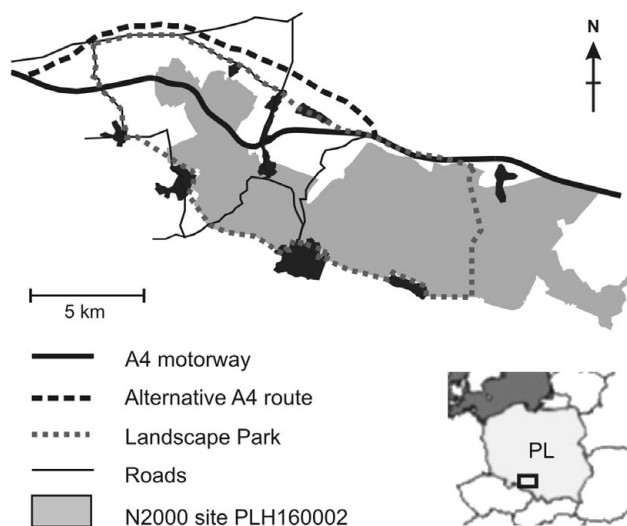 N
5 km
A4 motorway
Alternative A4 route
Landscape Park
Roads
N2000 site PLH160002
PL